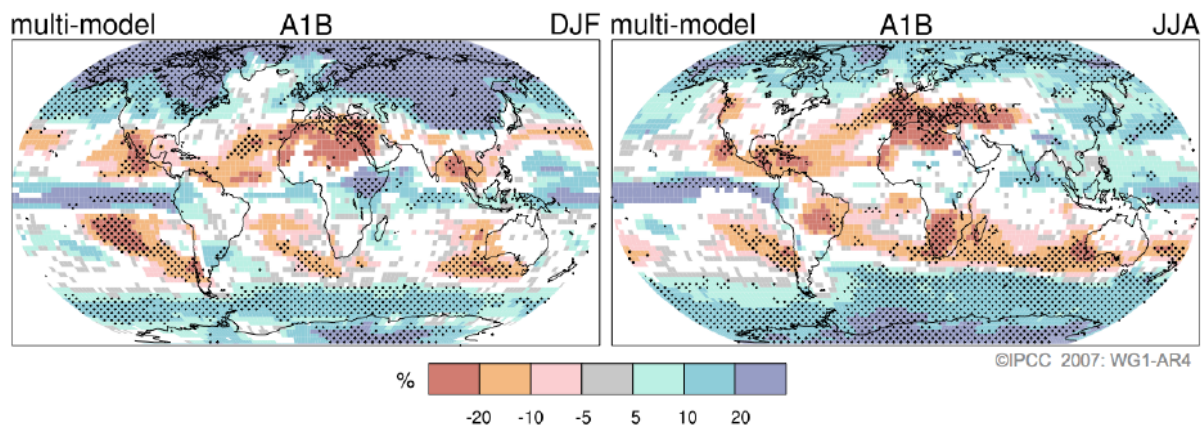 multi-model A1B DJF
multi-model A1B JJA
©IPCC 2007: WG1-AR4
%
-20 -10 -5 5 10 20